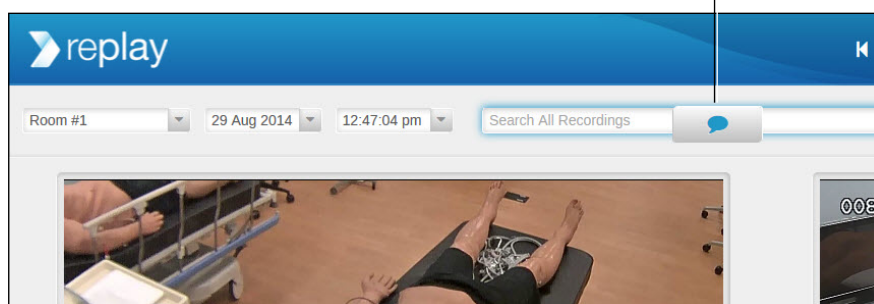 replay
Room #1
29 Aug 2014
12:47:04 pm
Search All Recordings
008